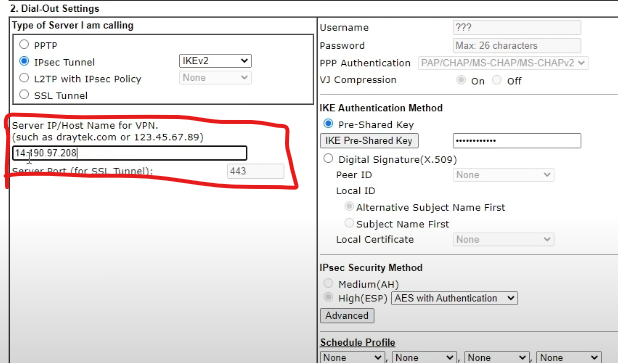 2. Dial-Out Settings
Type of Server I am calling
PPTP
IPsec Tunnel IKEv2
L2TP with IPsec Policy None
SSL Tunnel
Server IP/Host Name for VPN.
(such as draytek.com or 123.45.67.89)
14.190.97.208
Server Port (for SSL Tunnel): 443
Username ???
Password Max: 26 characters
PPP Authentication PAP/CHAP/MS-CHAP/MS-CHAPv2
VJ Compression On Off
IKE Authentication Method
Pre-Shared Key
IKE Pre-Shared Key ••••••••••••
Digital Signature(X.509)
Peer ID None
Local ID
Alternative Subject Name First
Subject Name First
Local Certificate None
IPsec Security Method
Medium(AH)
High(ESP) AES with Authentication
Advanced
Schedule Profile
None , None , None , None